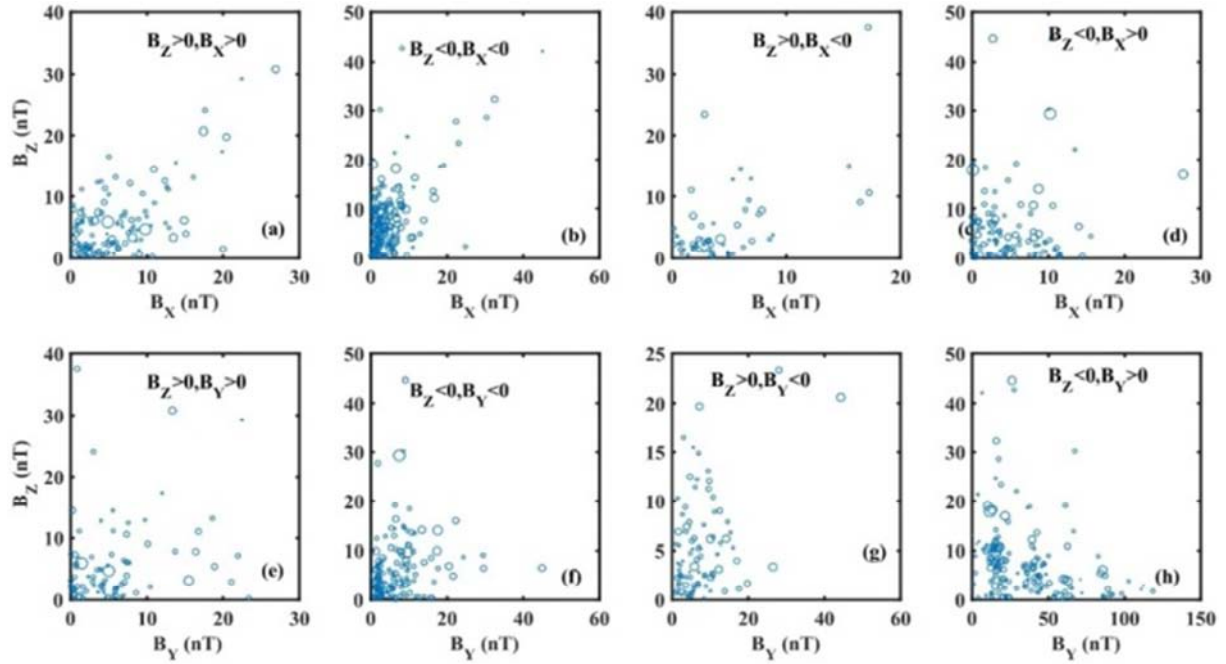 B_Z>0,B_X>0
B_Z<0,B_X<0
B_Z>0,B_X<0
B_Z<0,B_X>0
40
30
20
10
0
B_Z (nT)
(a)
0 10 20 30
B_X (nT)
50
40
30
20
10
0
(b)
0 20 40 60
B_X (nT)
40
30
20
10
0
(c
0 10 20
B_X (nT)
50
40
30
20
10
0
(d)
0 10 20 30
B_X (nT)
B_Z>0,B_Y>0
B_Z<0,B_Y<0
B_Z>0,B_Y<0
B_Z<0,B_Y>0
40
30
20
10
0
B_Z (nT)
(e)
0 10 20 30
B_Y (nT)
50
40
30
20
10
0
(f)
0 20 40 60
B_Y (nT)
25
20
15
10
5
0
(g)
0 20 40 60
B_Y (nT)
50
40
30
20
10
0
(h)
0 50 100 150
B_Y (nT)